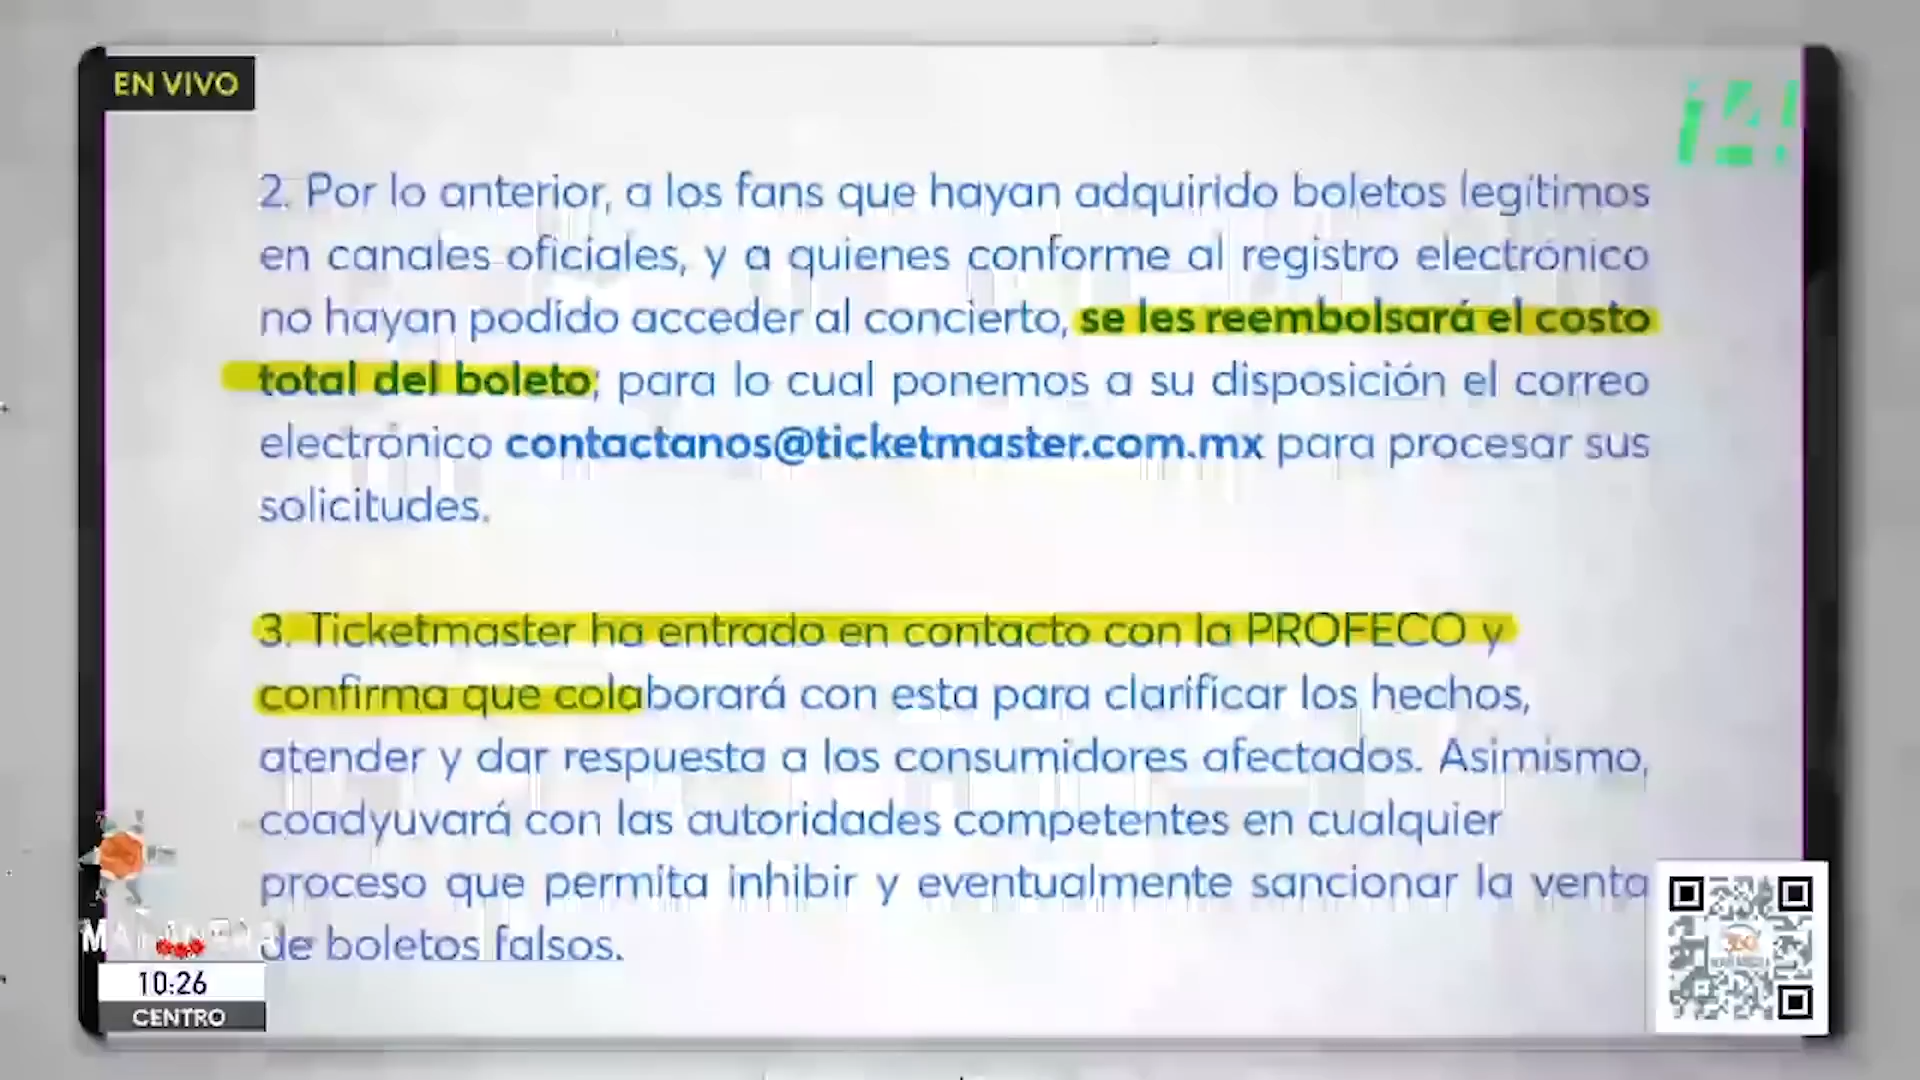 EN VIVO
2. Por lo anterior, a los fans que hayan adquirido boletos legítimos
en canales oficiales, y a quienes conforme al registro electrónico
no hayan podido acceder al concierto, se les reembolsará el costo
total del boleto; para lo cual ponemos a su disposición el correo
electrónico contactanos@ticketmaster.com.mx para procesar sus
solicitudes.
3. Ticketmaster ha entrado en contacto con la PROFECO y
confirma que colaborará con esta para clarificar los hechos,
atender y dar respuesta a los consumidores afectados. Asimismo,
coadyuvará con las autoridades competentes en cualquier
proceso que permita inhibir y eventualmente sancionar la venta
de boletos falsos.
10:26
CENTRO